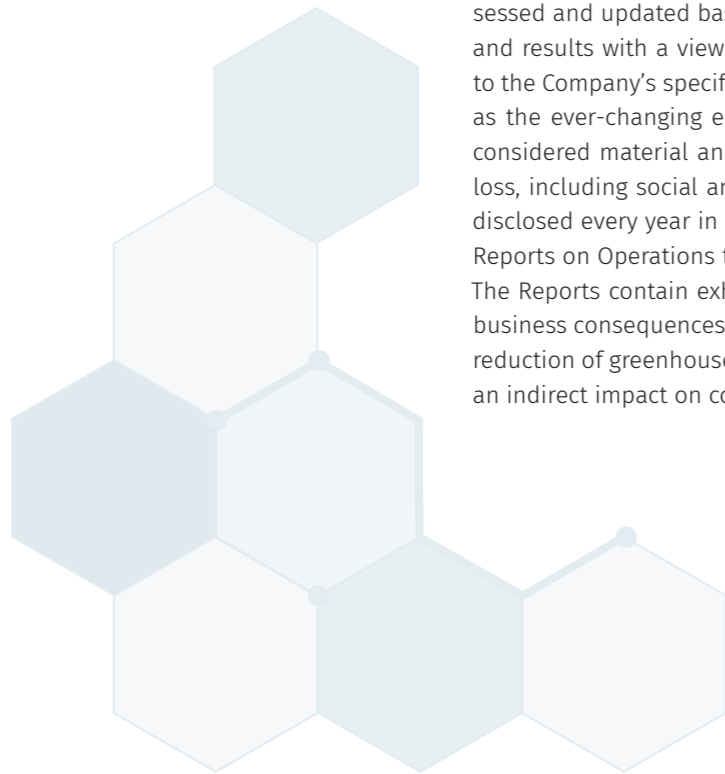 sessed and updated bas
and results with a view
to the Company's specif
as the ever-changing e
considered material an
loss, including social ar
disclosed every year in
Reports on Operations t
The Reports contain exh
business consequences
reduction of greenhouse
an indirect impact on co